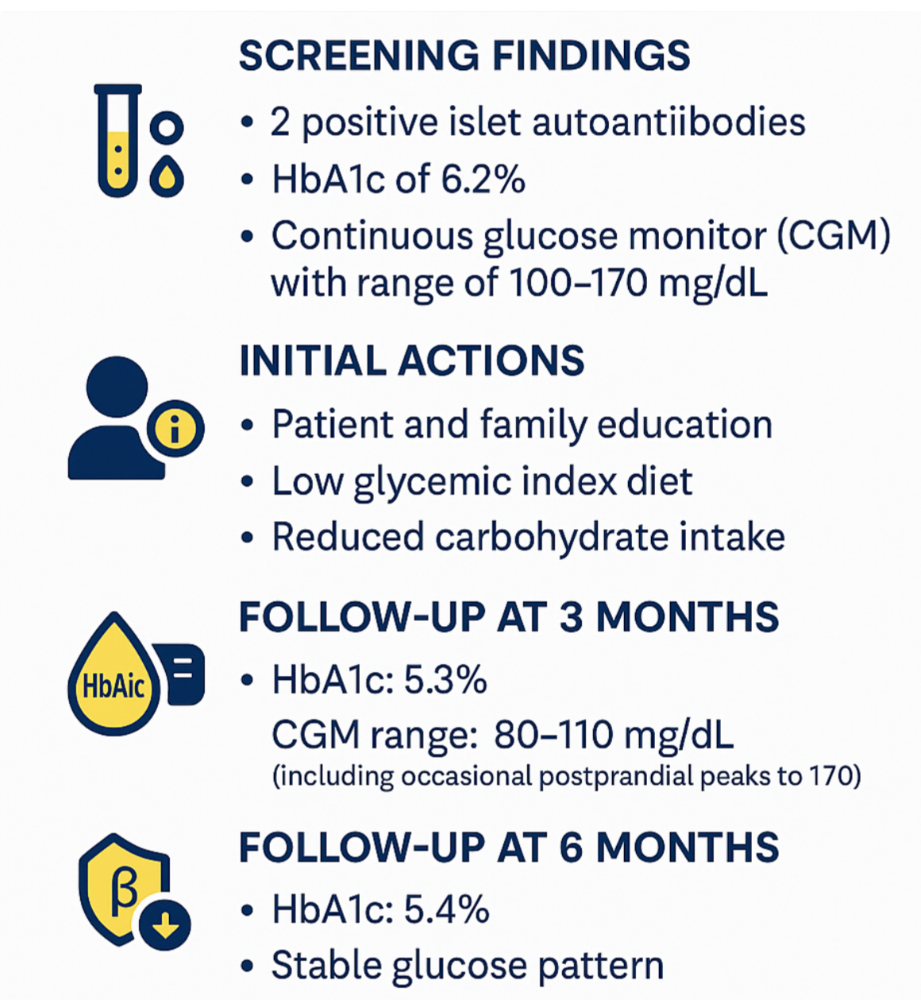 SCREENING FINDINGS
• 2 positive islet autoantiibodies
• HbA1c of 6.2%
• Continuous glucose monitor (CGM)
with range of 100–170 mg/dL
INITIAL ACTIONS
i
• Patient and family education
• Low glycemic index diet
• Reduced carbohydrate intake
FOLLOW-UP AT 3 MONTHS
HbAic
• HbA1c: 5.3%
CGM range: 80–110 mg/dL
(including occasional postprandial peaks to 170)
FOLLOW-UP AT 6 MONTHS
β
• HbA1c: 5.4%
• Stable glucose pattern